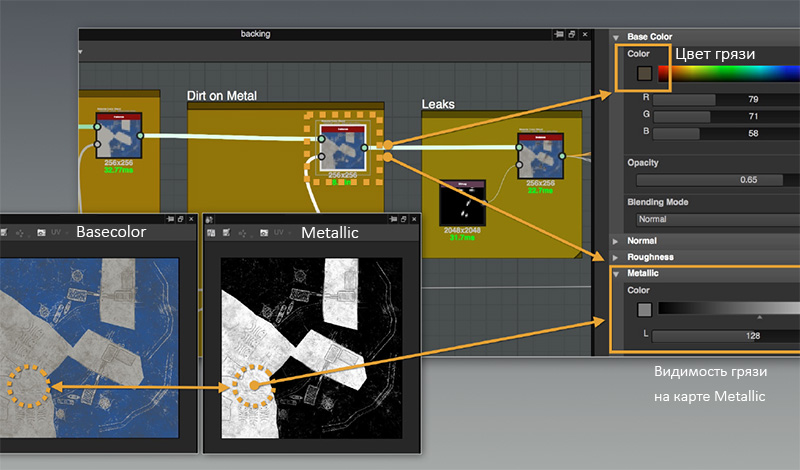 backing
Base Color
Color
Цвет грязи
R
79
G
71
B
58
Opacity
0.65
Blending Mode
Normal
Normal
Roughness
Metallic
Color
L
128
Видимость грязи
на карте Metallic
Dirt on Metal
Leaks
256x256
32.77ms
256x256
256x256
22.7ms
2048x2048
31.7ms
Basecolor
UV
Metallic
UV